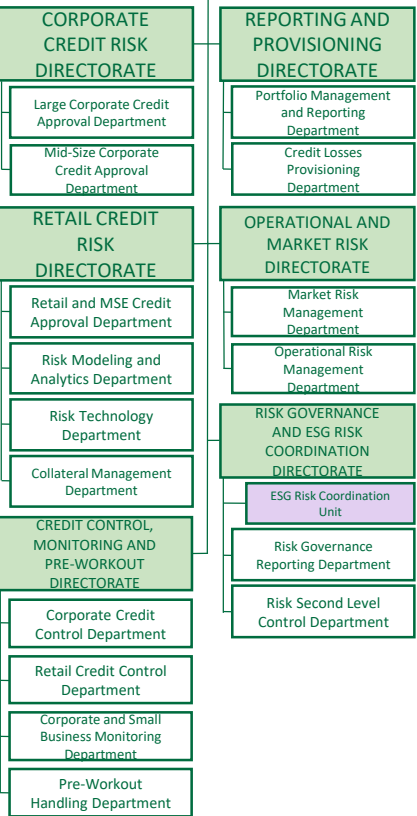 CORPORATE
CREDIT RISK
DIRECTORATE
Large Corporate Credit
Approval Department
Mid-Size Corporate
Credit Approval
Department
RETAIL CREDIT
RISK
DIRECTORATE
Retail and MSE Credit
Approval Department
Risk Modeling and
Analytics Department
Risk Technology
Department
Collateral Management
Department
CREDIT CONTROL,
MONITORING AND
PRE-WORKOUT
DIRECTORATE
Corporate Credit
Control Department
Retail Credit Control
Department
Corporate and Small
Business Monitoring
Department
Pre-Workout
Handling Department
REPORTING AND
PROVISIONING
DIRECTORATE
Portfolio Management
and Reporting
Department
Credit Losses
Provisioning
Department
OPERATIONAL AND
MARKET RISK
DIRECTORATE
Market Risk
Management
Department
Operational Risk
Management
Department
RISK GOVERNANCE
AND ESG RISK
COORDINATION
DIRECTORATE
ESG Risk Coordination
Unit
Risk Governance
Reporting Department
Risk Second Level
Control Department